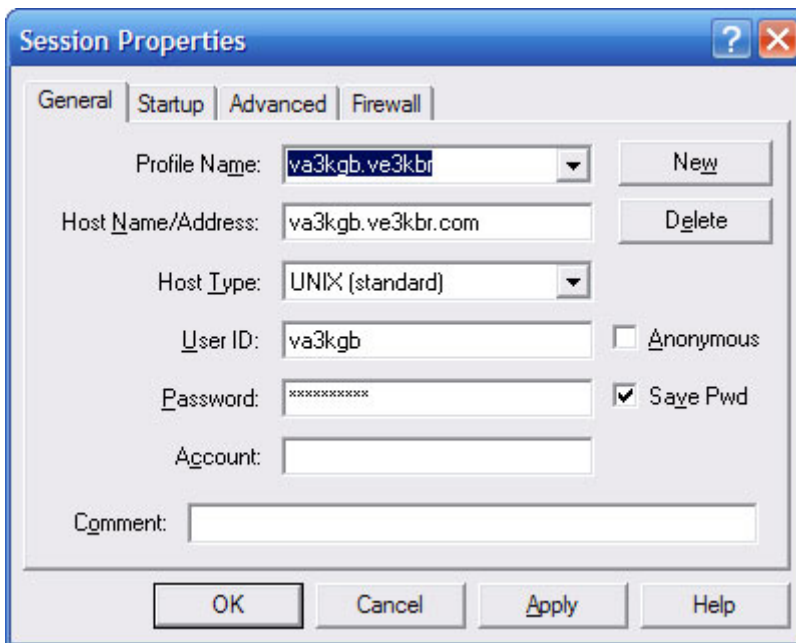 Session Properties
General Startup Advanced Firewall
Profile Name: va3kgb.ve3kbr New
Host Name/Address: va3kgb.ve3kbr.com Delete
Host Type: UNIX (standard)
User ID: va3kgb Anonymous
Password: ********** Save Pwd
Account:
Comment:
OK Cancel Apply Help